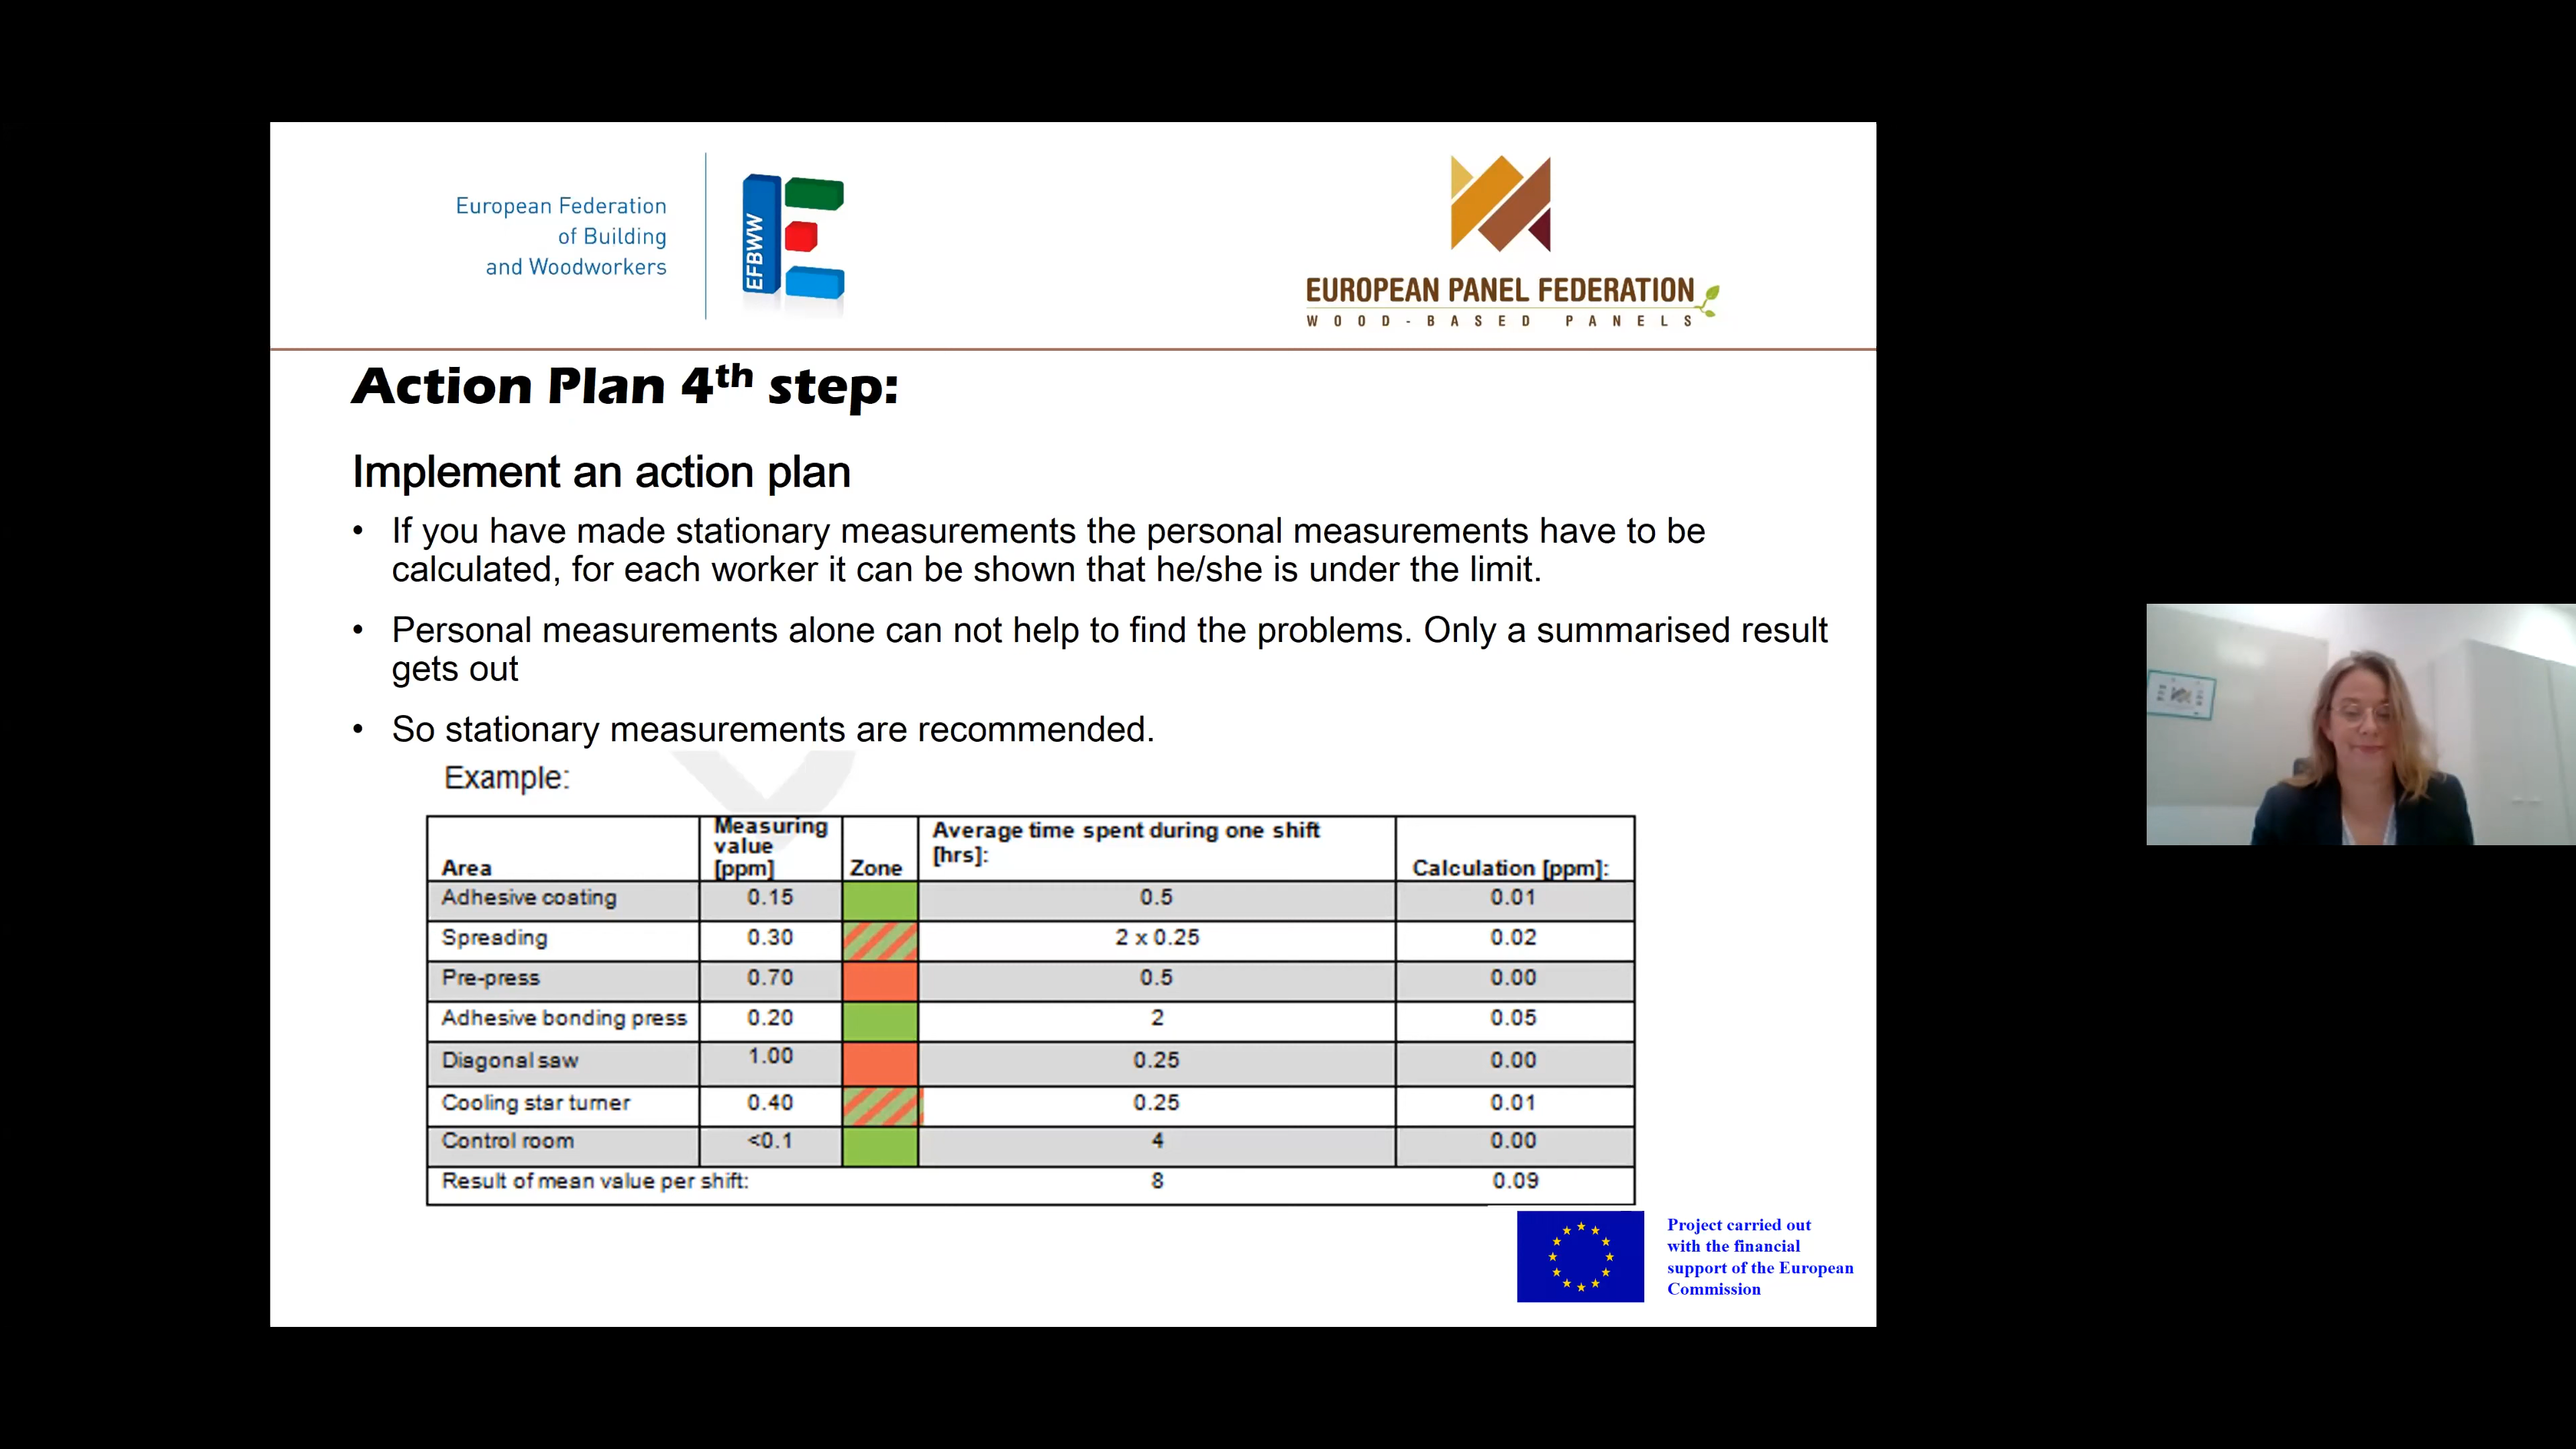 European Federation
of Building
and Woodworkers
EFBWW
EUROPEAN PANEL FEDERATION
WOOD-BASED PANELS
Action Plan 4th step:
Implement an action plan
• If you have made stationary measurements the personal measurements have to be
calculated, for each worker it can be shown that he/she is under the limit.
• Personal measurements alone can not help to find the problems. Only a summarised result
gets out
• So stationary measurements are recommended.
Example:
Area Measuring value [ppm] Zone Average time spent during one shift [hrs]: Calculation [ppm]:
Adhesive coating 0.15 0.5 0.01
Spreading 0.30 2 x 0.25 0.02
Pre-press 0.70 0.5 0.00
Adhesive bonding press 0.20 2 0.05
Diagonal saw 1.00 0.25 0.00
Cooling star turner 0.40 0.25 0.01
Control room <0.1 4 0.00
Result of mean value per shift: 8 0.09
Project carried out
with the financial
support of the European
Commission